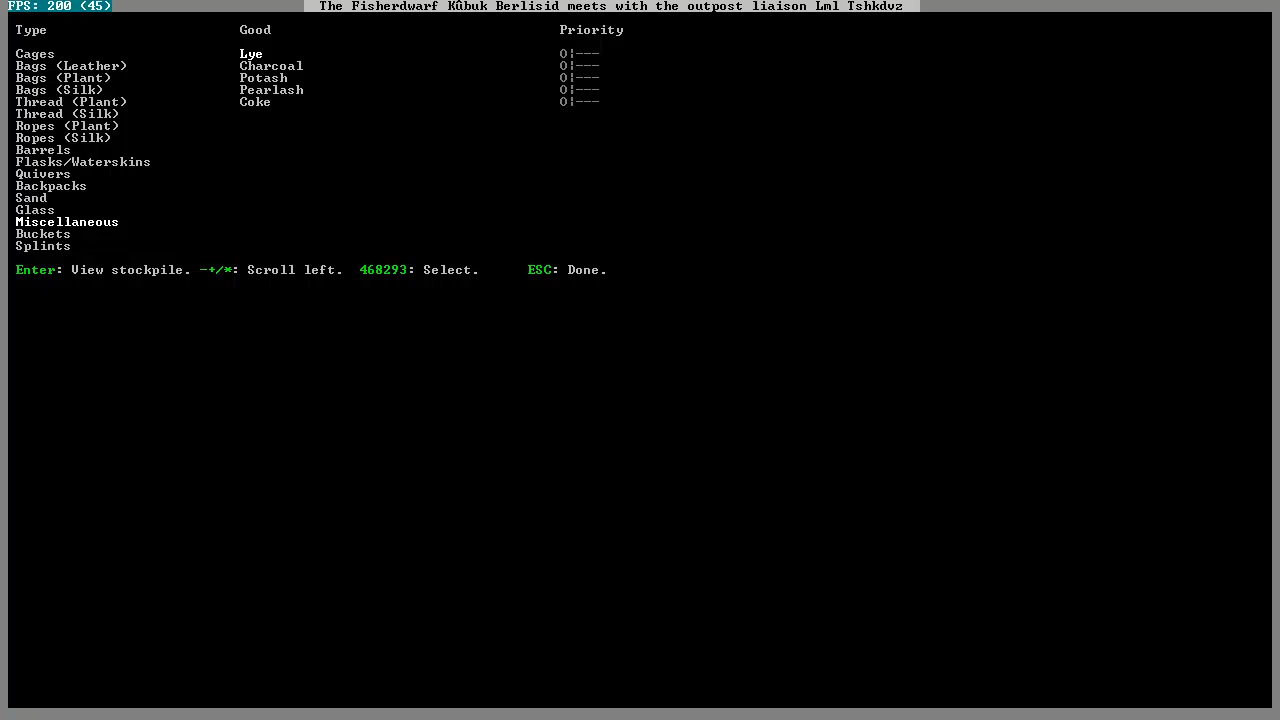 FPS: 200 (45)
The Fisherdwarf Kûbuk Berlisid meets with the outpost liaison Lml Tshkdvz
Type Good Priority
Cages Lye 0|---
Bags (Leather) Charcoal 0|---
Bags (Plant) Potash 0|---
Bags (Silk) Pearlash 0|---
Thread (Plant) Coke 0|---
Thread (Silk)
Ropes (Plant)
Ropes (Silk)
Barrels
Flasks/Waterskins
Quivers
Backpacks
Sand
Glass
Miscellaneous
Buckets
Splints
Enter: View stockpile. -+/*: Scroll left. 468293: Select. ESC: Done.